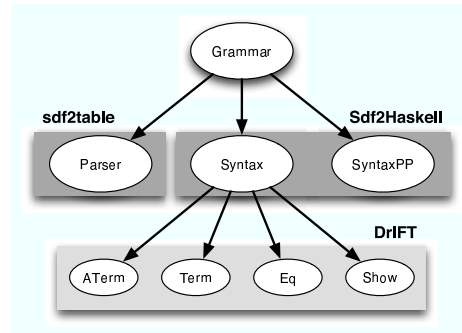 Grammar
sdf2table
Sdf2Haskell
Parser
Syntax
SyntaxPP
DrIFT
ATerm
Term
Eq
Show